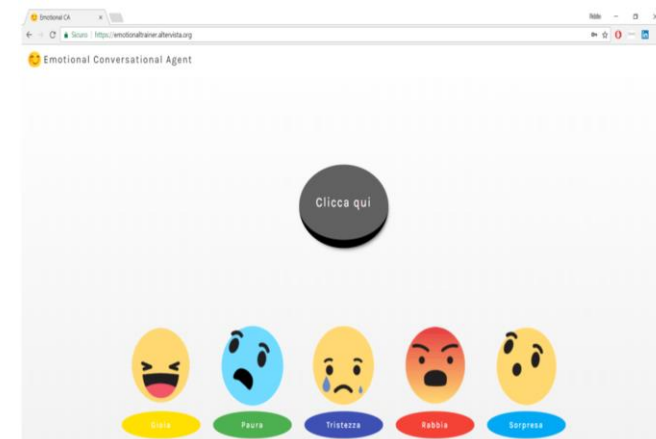 Emotional CA
Sicuro | https://emotionaltrainer.altervista.org
Emotional Conversational Agent
Clicca qui
Gioia Paura Tristezza Rabbia Sorpresa